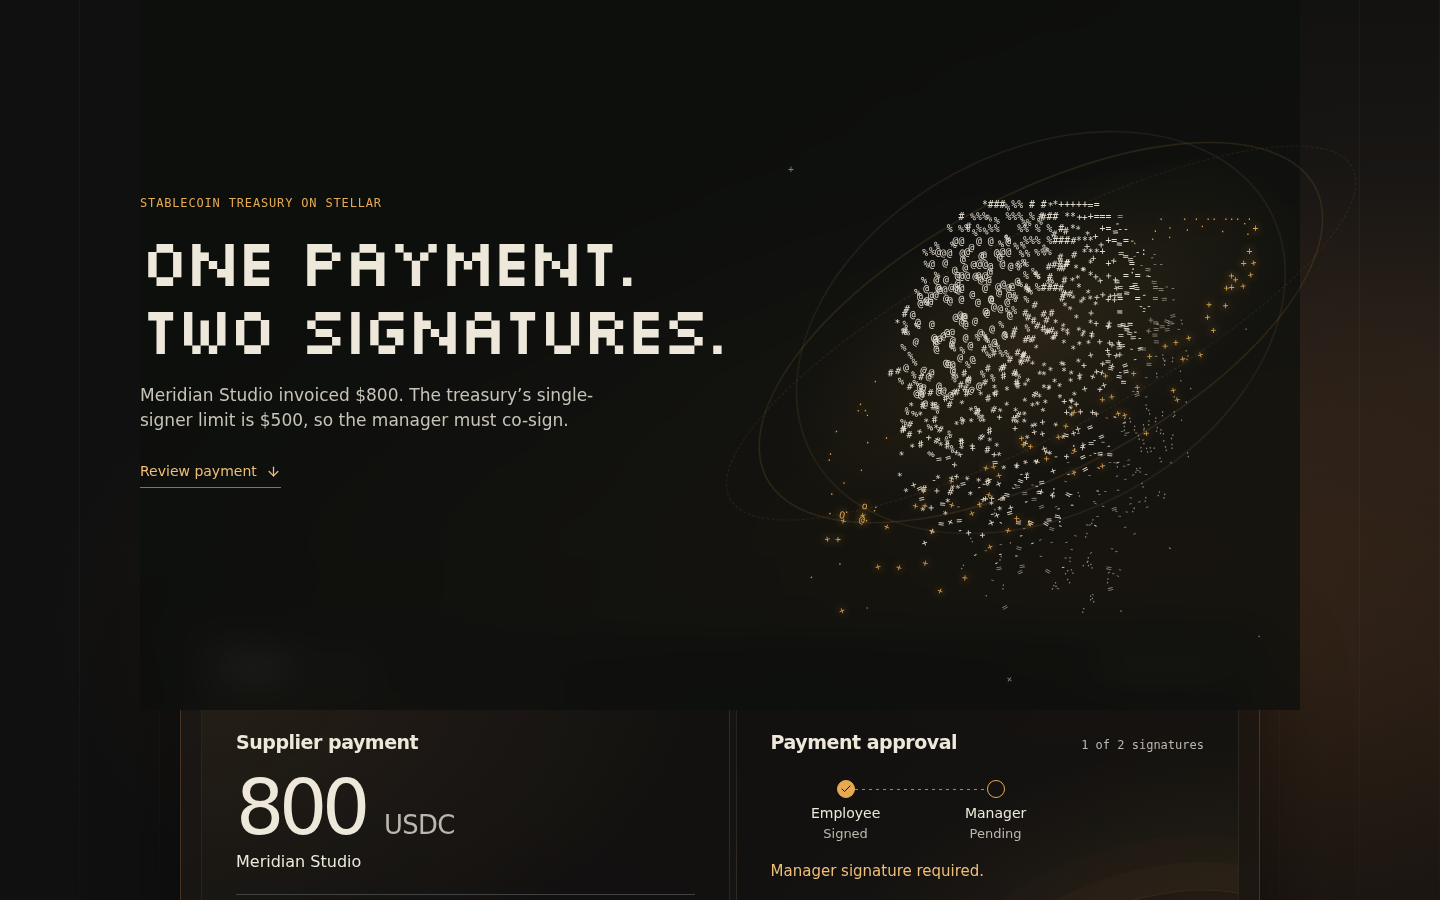 STABLECOIN TREASURY ON STELLAR
ONE PAYMENT.
TWO SIGNATURES.
Meridian Studio invoiced $800. The treasury’s single-
signer limit is $500, so the manager must co-sign.
Review payment ↓
Supplier payment
800 USDC
Meridian Studio
Payment approval
1 of 2 signatures
Employee
Signed
Manager
Pending
Manager signature required.